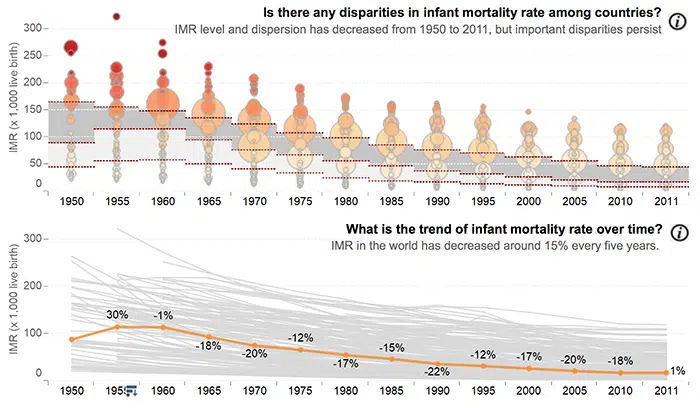 Is there any disparities in infant mortality rate among countries?
IMR level and dispersion has decreased from 1950 to 2011, but important disparities persist
i
IMR (x 1,000 live birth)
300
250
200
150
100
50
0
1950 1955 1960 1965 1970 1975 1980 1985 1990 1995 2000 2005 2010 2011
What is the trend of infant mortality rate over time?
IMR in the world has decreased around 15% every five years.
i
IMR (x 1,000 live birth)
300
200
100
0
30% -1% -18% -20% -12% -17% -15% -22% -12% -17% -20% -18% 1%
1950 1955 1960 1965 1970 1975 1980 1985 1990 1995 2000 2005 2010 2011